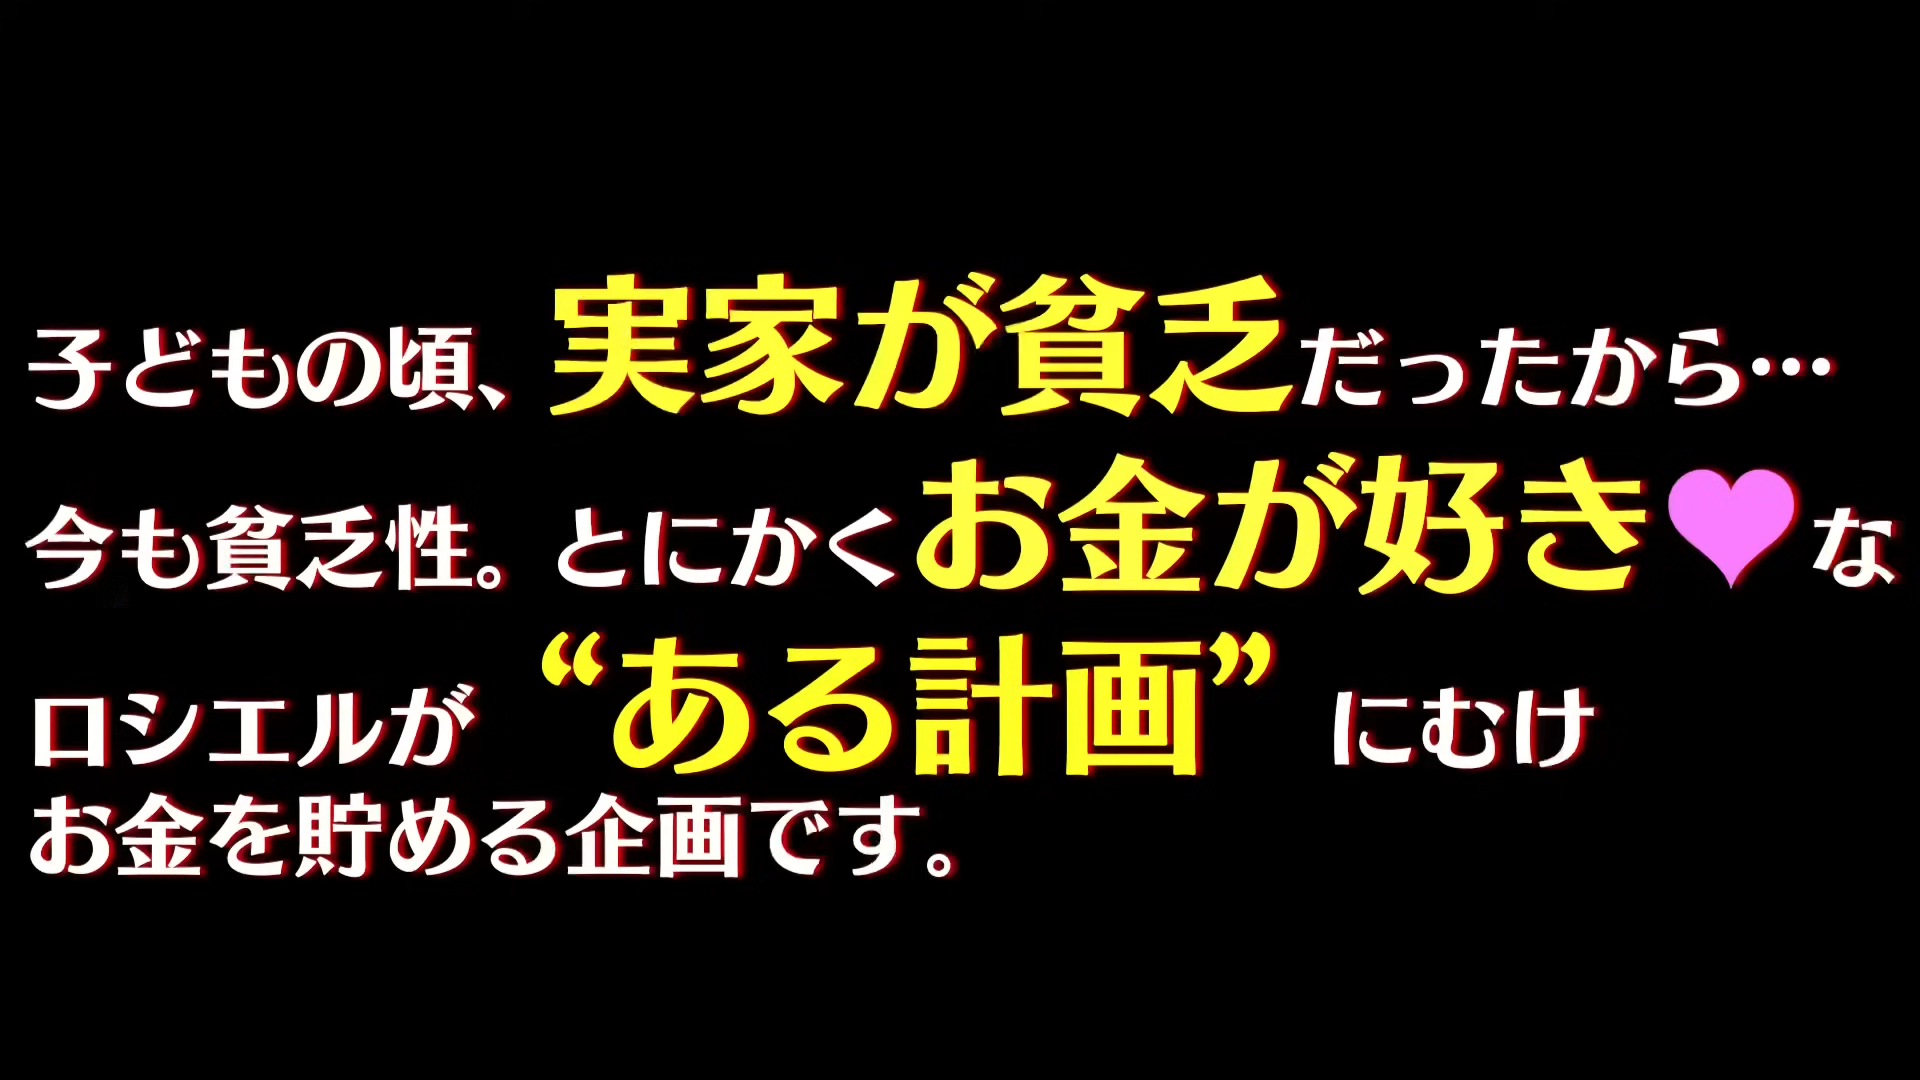 子どもの頃、実家が貧乏だったから…
今も貧乏性。とにかくお金が好き♥な
ロシエルが“ある計画”にむけ
お金を貯める企画です。